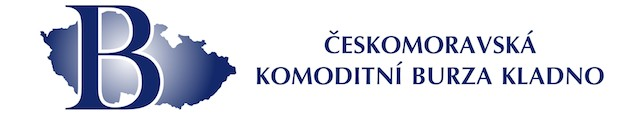 B
ČESKOMORAVSKÁ
KOMODITNÍ BURZA KLADNO